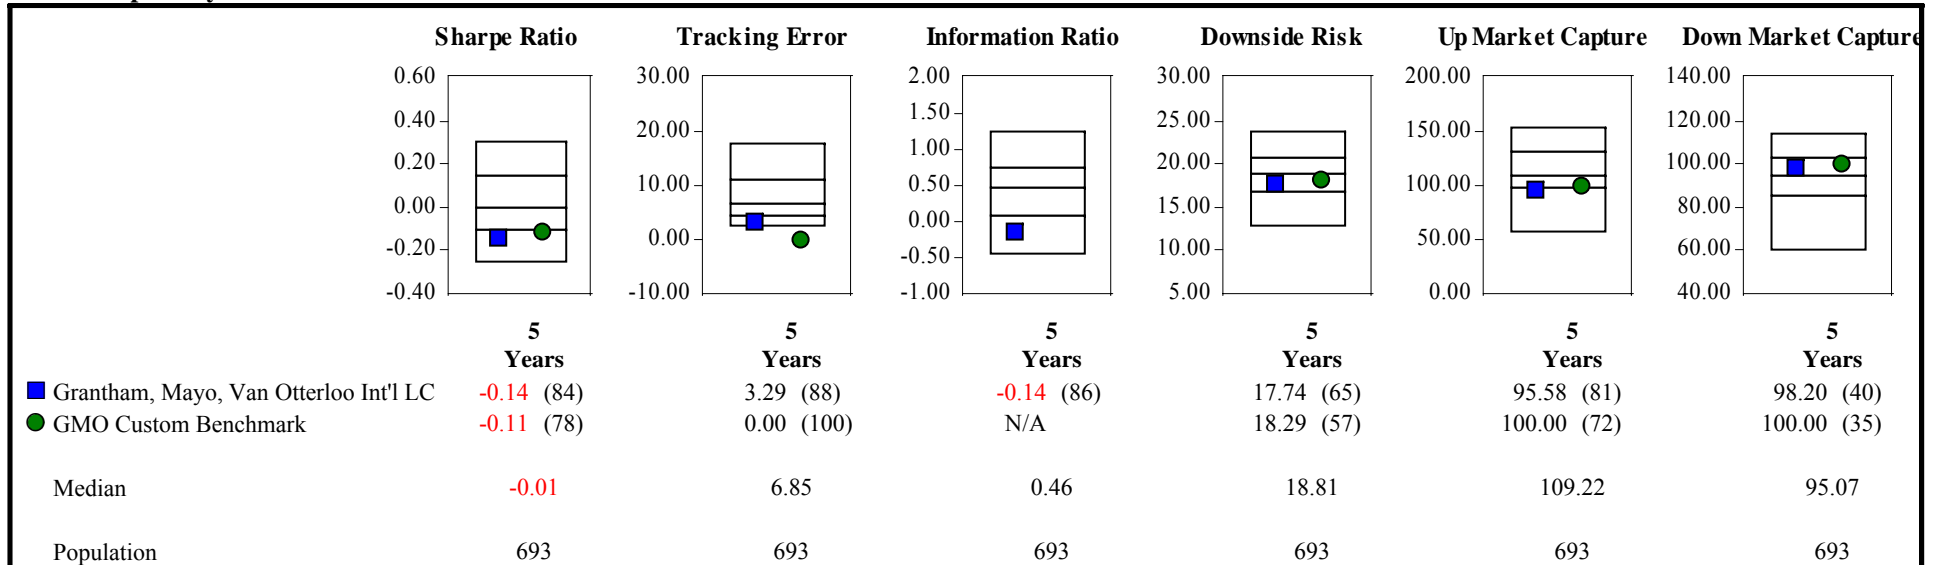 Sharpe Ratio Tracking Error Information Ratio Downside Risk Up Market Capture Down Market Capture
0.60 30.00 2.00 30.00 200.00 140.00
1.50
0.40 20.00 25.00 150.00 120.00
1.00
0.20 20.00 100.00
10.00 0.50 100.00
0.00 15.00 80.00
0.00 0.00 50.00
-0.20 -0.50 10.00 60.00
-0.40 -10.00 -1.00 5.00 0.00 40.00
5 5 5 5 5 5
Years Years Years Years Years Years
Grantham, Mayo, Van Otterloo Int'l LC -0.14 (84) 3.29 (88) -0.14 (86) 17.74 (65) 95.58 (81) 98.20 (40)
GMO Custom Benchmark -0.11 (78) 0.00 (100) N/A 18.29 (57) 100.00 (72) 100.00 (35)
Median -0.01 6.85 0.46 18.81 109.22 95.07
Population 693 693 693 693 693 693